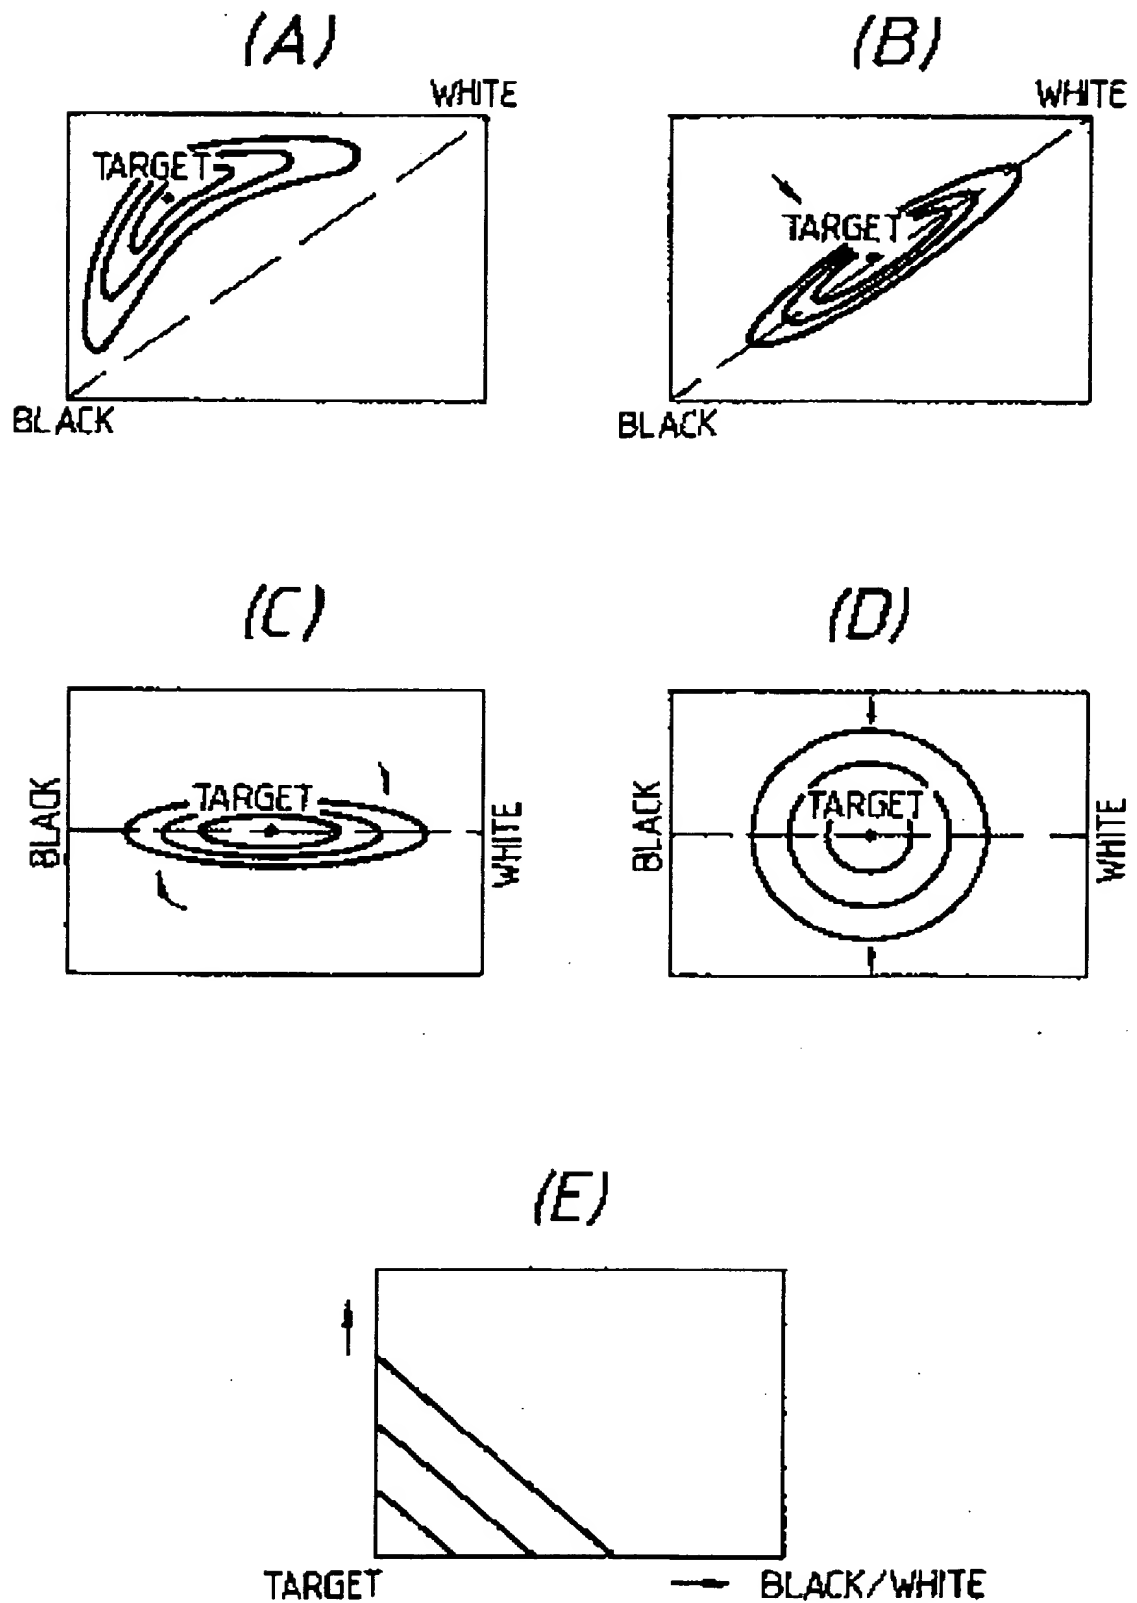 (A)
WHITE
TARGET
BLACK
(B)
WHITE
TARGET
BLACK
(C)
BLACK
TARGET
WHITE
(D)
BLACK
TARGET
WHITE
(E)
TARGET
BLACK/WHITE